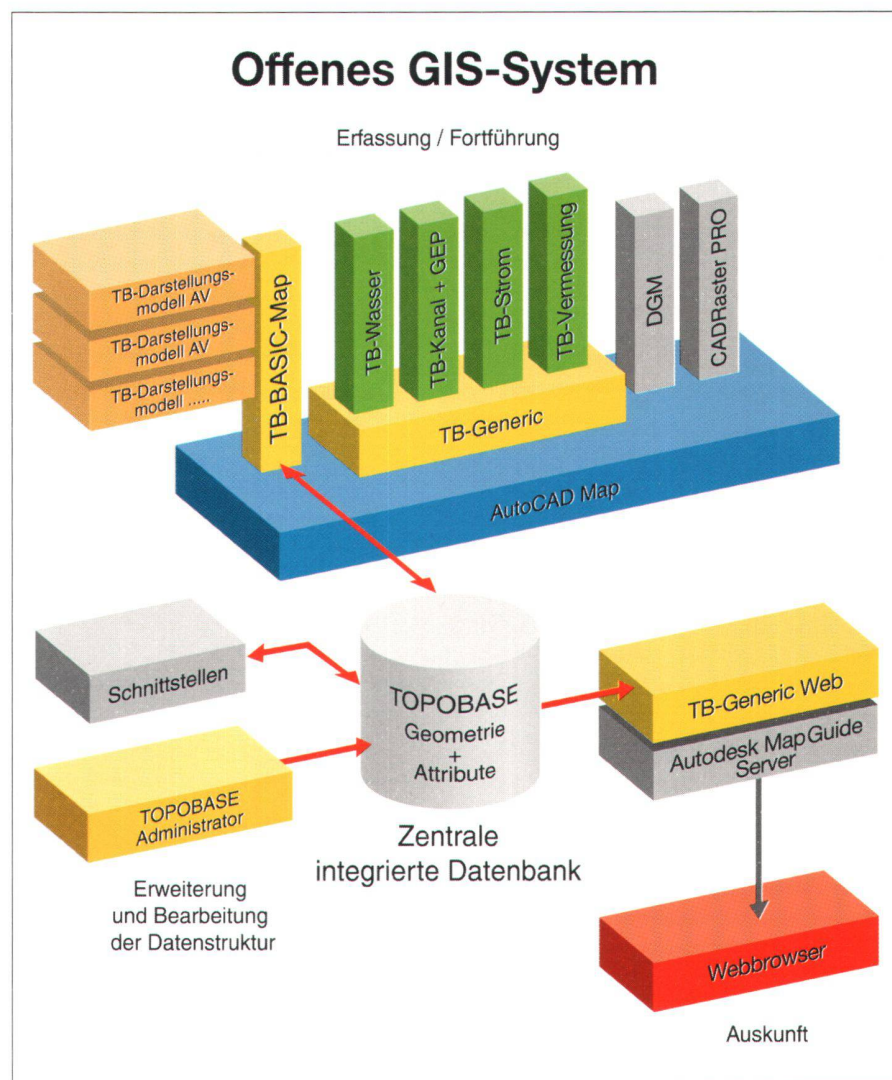 Offenes GIS-System
Erfassung / Fortführung
TB-Darstellungs-
modell AV
TB-Darstellungs-
modell AV
TB-Darstellungs-
modell .....
TB-BASIC-Map
TB-Wasser
TB-Kanal + GEP
TB-Strom
TB-Vermessung
DGM
CADRaster PRO
TB-Generic
AutoCAD Map
Schnittstellen
TOPOBASE
Geometrie
+
Attribute
TB-Generic Web
Autodesk MapGuide
Server
TOPOBASE
Administrator
Zentrale
integrierte Datenbank
Erweiterung
und Bearbeitung
der Datenstruktur
Webbrowser
Auskunft